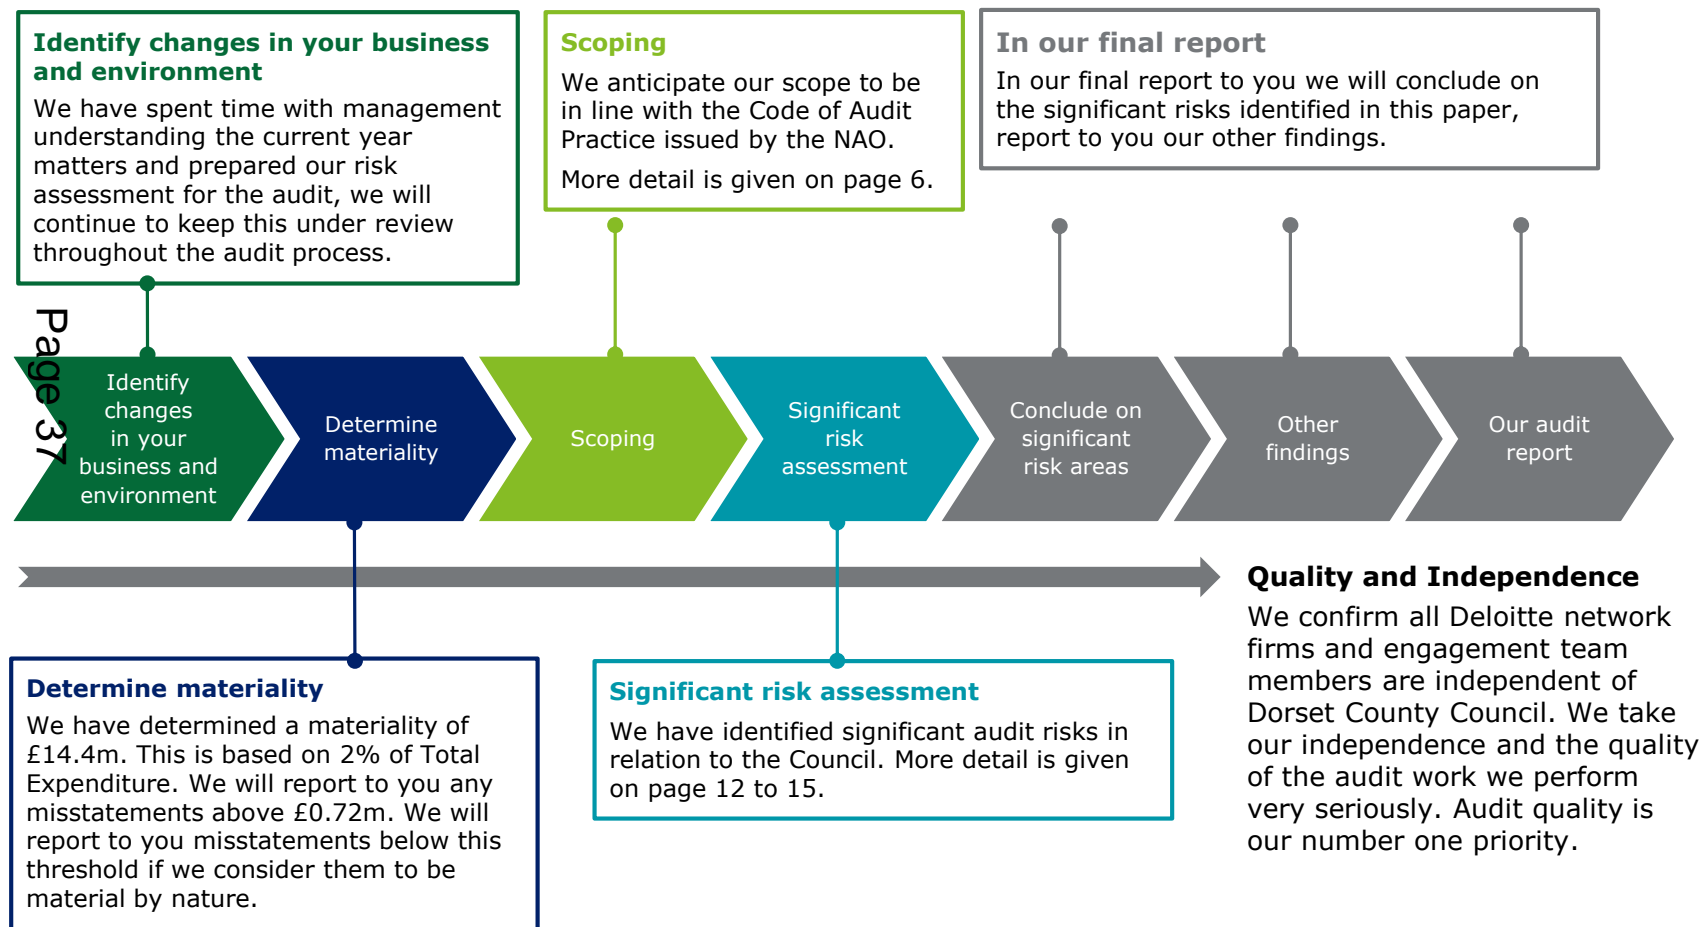 Identify changes in your business
and environment
We have spent time with management
understanding the current year
matters and prepared our risk
assessment for the audit, we will
continue to keep this under review
throughout the audit process.
Scoping
We anticipate our scope to be
in line with the Code of Audit
Practice issued by the NAO.
More detail is given on page 6.
In our final report
In our final report to you we will conclude on
the significant risks identified in this paper,
report to you our other findings.
Page 37
Identify
changes
in your
business and
environment
Determine
materiality
Scoping
Significant
risk
assessment
Conclude on
significant
risk areas
Other
findings
Our audit
report
Determine materiality
We have determined a materiality of
£14.4m. This is based on 2% of Total
Expenditure. We will report to you any
misstatements above £0.72m. We will
report to you misstatements below this
threshold if we consider them to be
material by nature.
Significant risk assessment
We have identified significant audit risks in
relation to the Council. More detail is given
on page 12 to 15.
Quality and Independence
We confirm all Deloitte network
firms and engagement team
members are independent of
Dorset County Council. We take
our independence and the quality
of the audit work we perform
very seriously. Audit quality is
our number one priority.